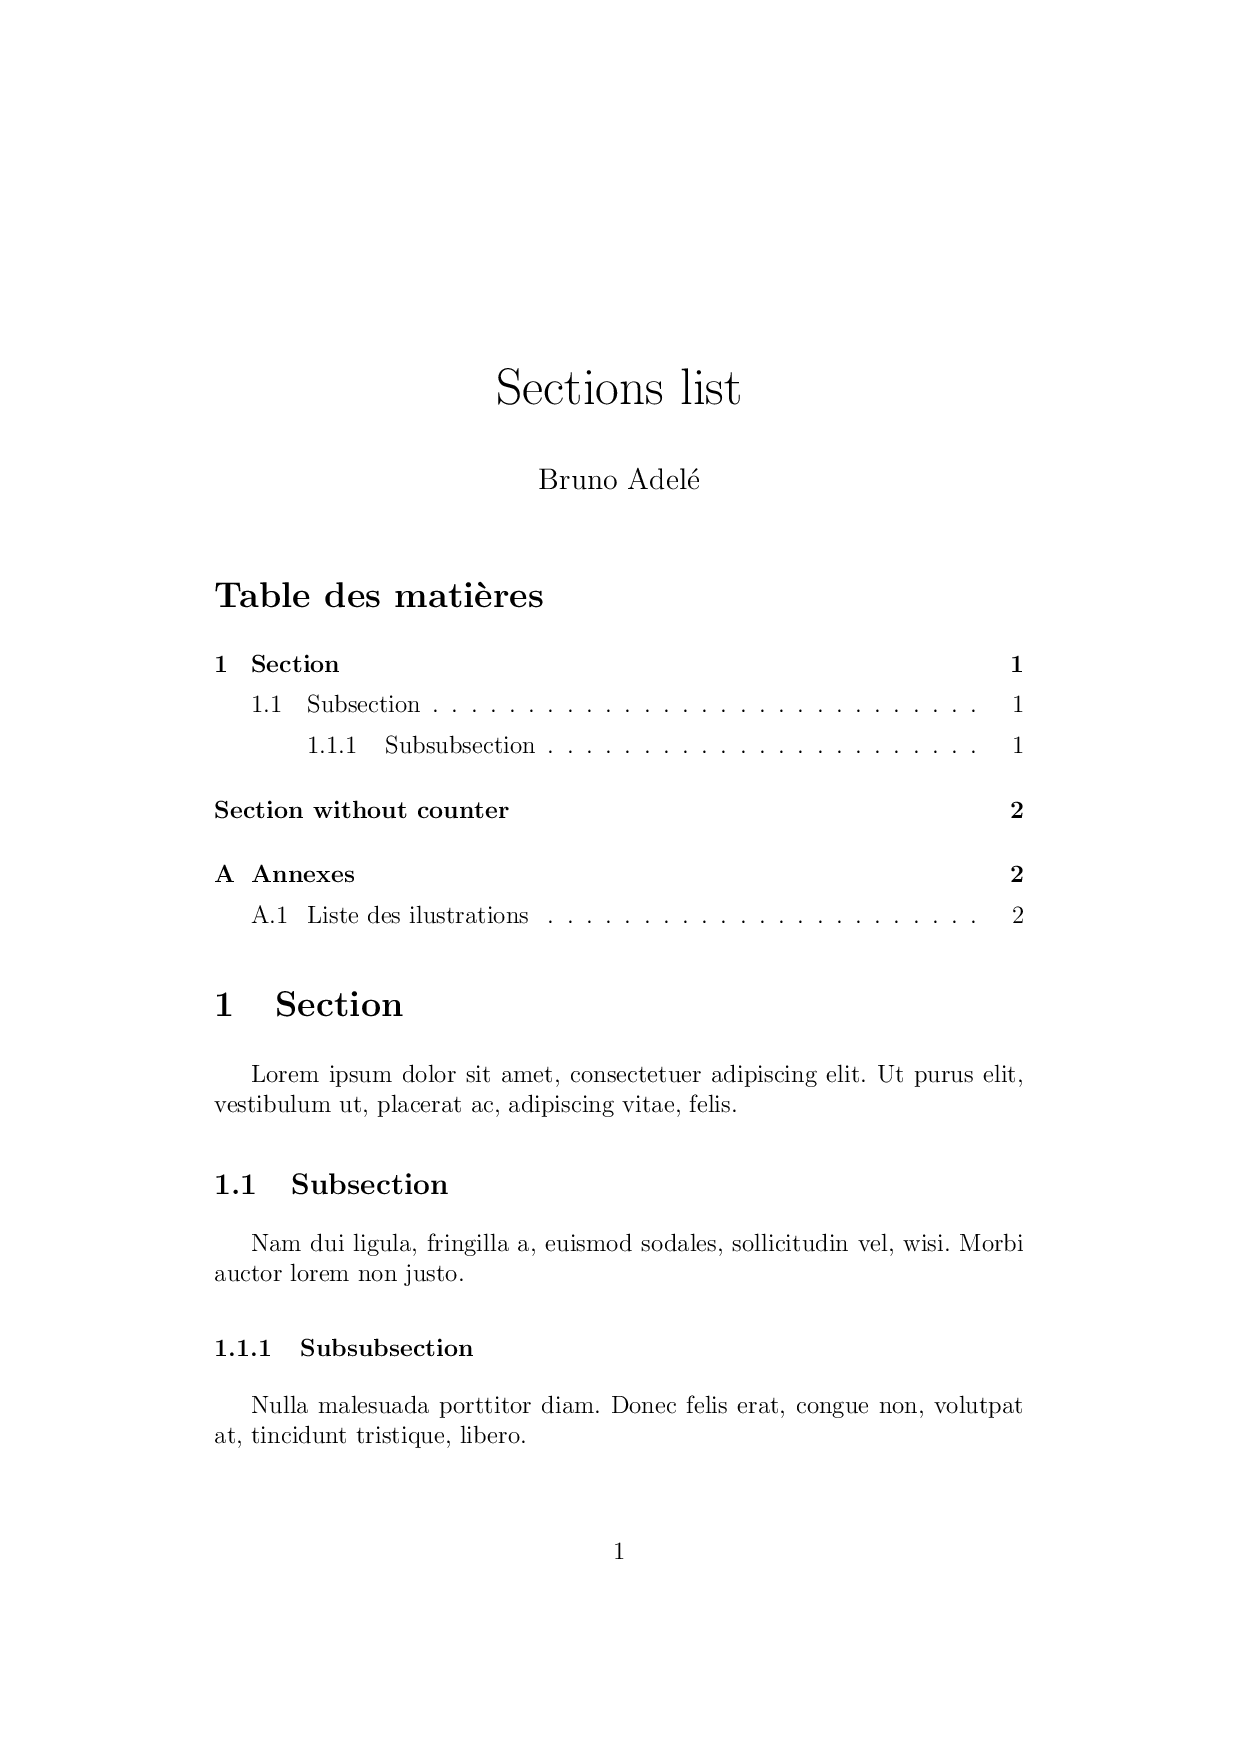 Sections list
Bruno Adelé
Table des matières
1 Section 1
1.1 Subsection . . . . . . . . . . . . . . . . . . . . . . . . . . . . . 1
1.1.1 Subsubsection . . . . . . . . . . . . . . . . . . . . . . . 1
Section without counter 2
A Annexes 2
A.1 Liste des ilustrations . . . . . . . . . . . . . . . . . . . . . . . 2
1 Section
Lorem ipsum dolor sit amet, consectetuer adipiscing elit. Ut purus elit,
vestibulum ut, placerat ac, adipiscing vitae, felis.
1.1 Subsection
Nam dui ligula, fringilla a, euismod sodales, sollicitudin vel, wisi. Morbi
auctor lorem non justo.
1.1.1 Subsubsection
Nulla malesuada porttitor diam. Donec felis erat, congue non, volutpat
at, tincidunt tristique, libero.
1